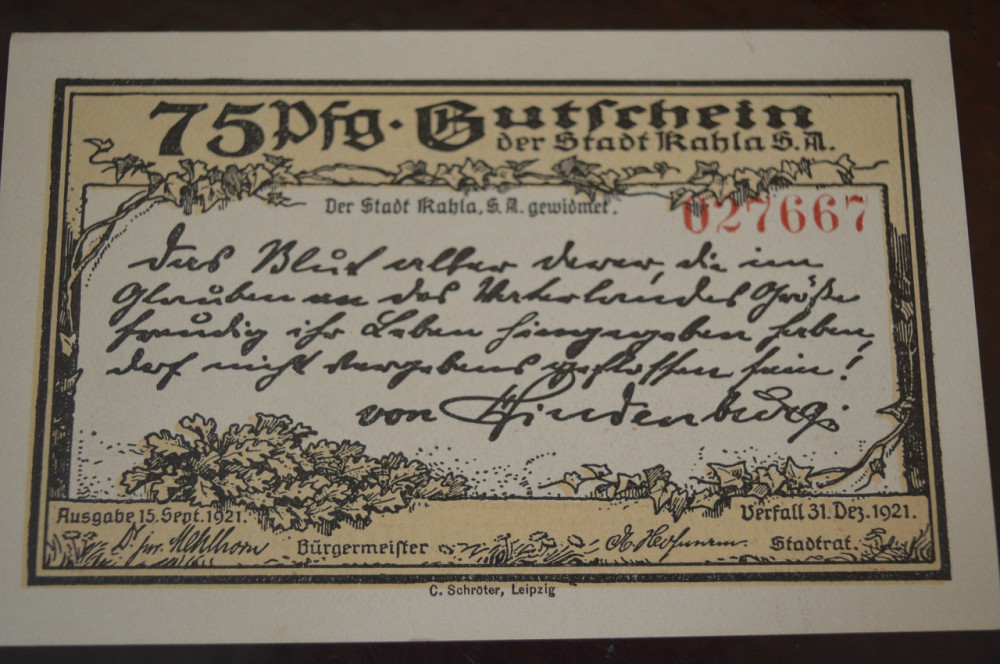 75 Pfg. Gutschein
der Stadt Kahla S. A.
Der Stadt Kahla, S. A. gewidmet.
027667
Das Blut aller derer, die im
Glauben an des Vaterlandes Größe
freudig ihr Leben hingegeben haben,
darf nicht vergebens geflossen sein!
von Hindenburg.
Ausgabe 15. Sept. 1921.
Verfall 31. Dez. 1921.
Bürgermeister
Stadtrat.
C. Schröter, Leipzig